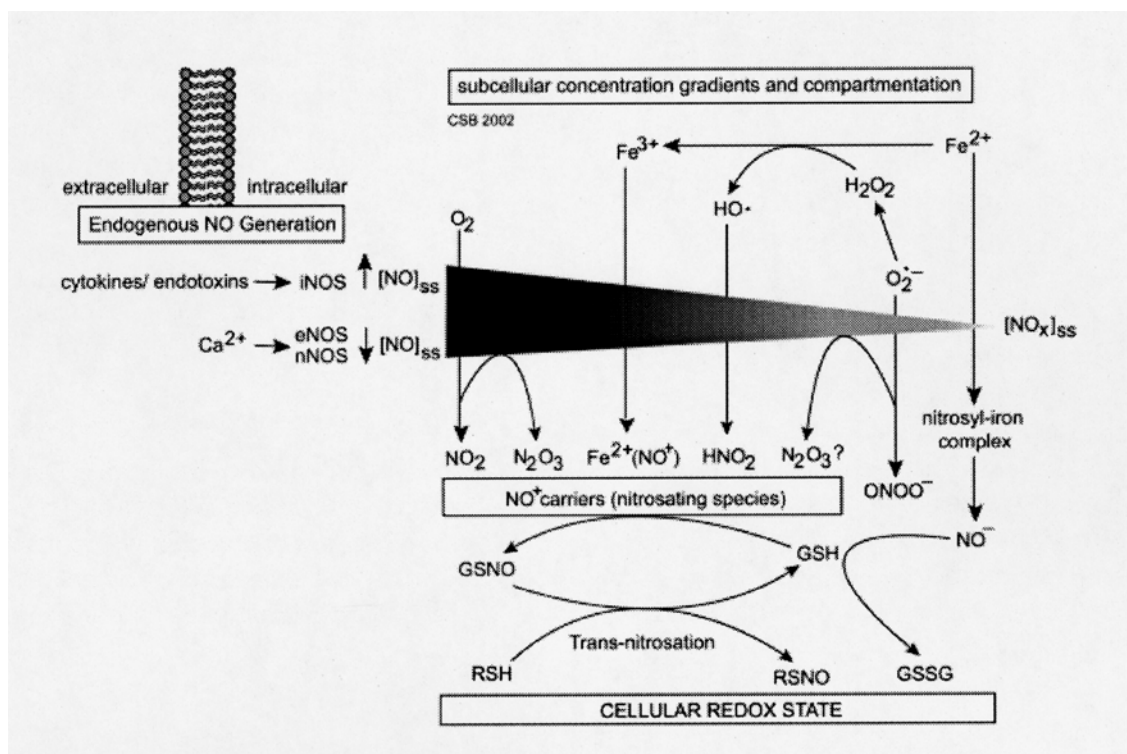 subcellular concentration gradients and compartmentation
CSB 2002
extracellular intracellular
Endogenous NO Generation
Fe3+
Fe2+
H2O2
HO·
O2
O2·−
cytokines/ endotoxins iNOS [NO]ss
[NOx]ss
Ca2+ eNOS [NO]ss
nNOS
nitrosyl-iron
complex
NO2 N2O3 Fe2+(NO+) HNO2 N2O3?
ONOO−
NO+carriers (nitrosating species)
NO−
GSNO
GSH
Trans-nitrosation
RSH
RSNO
GSSG
CELLULAR REDOX STATE